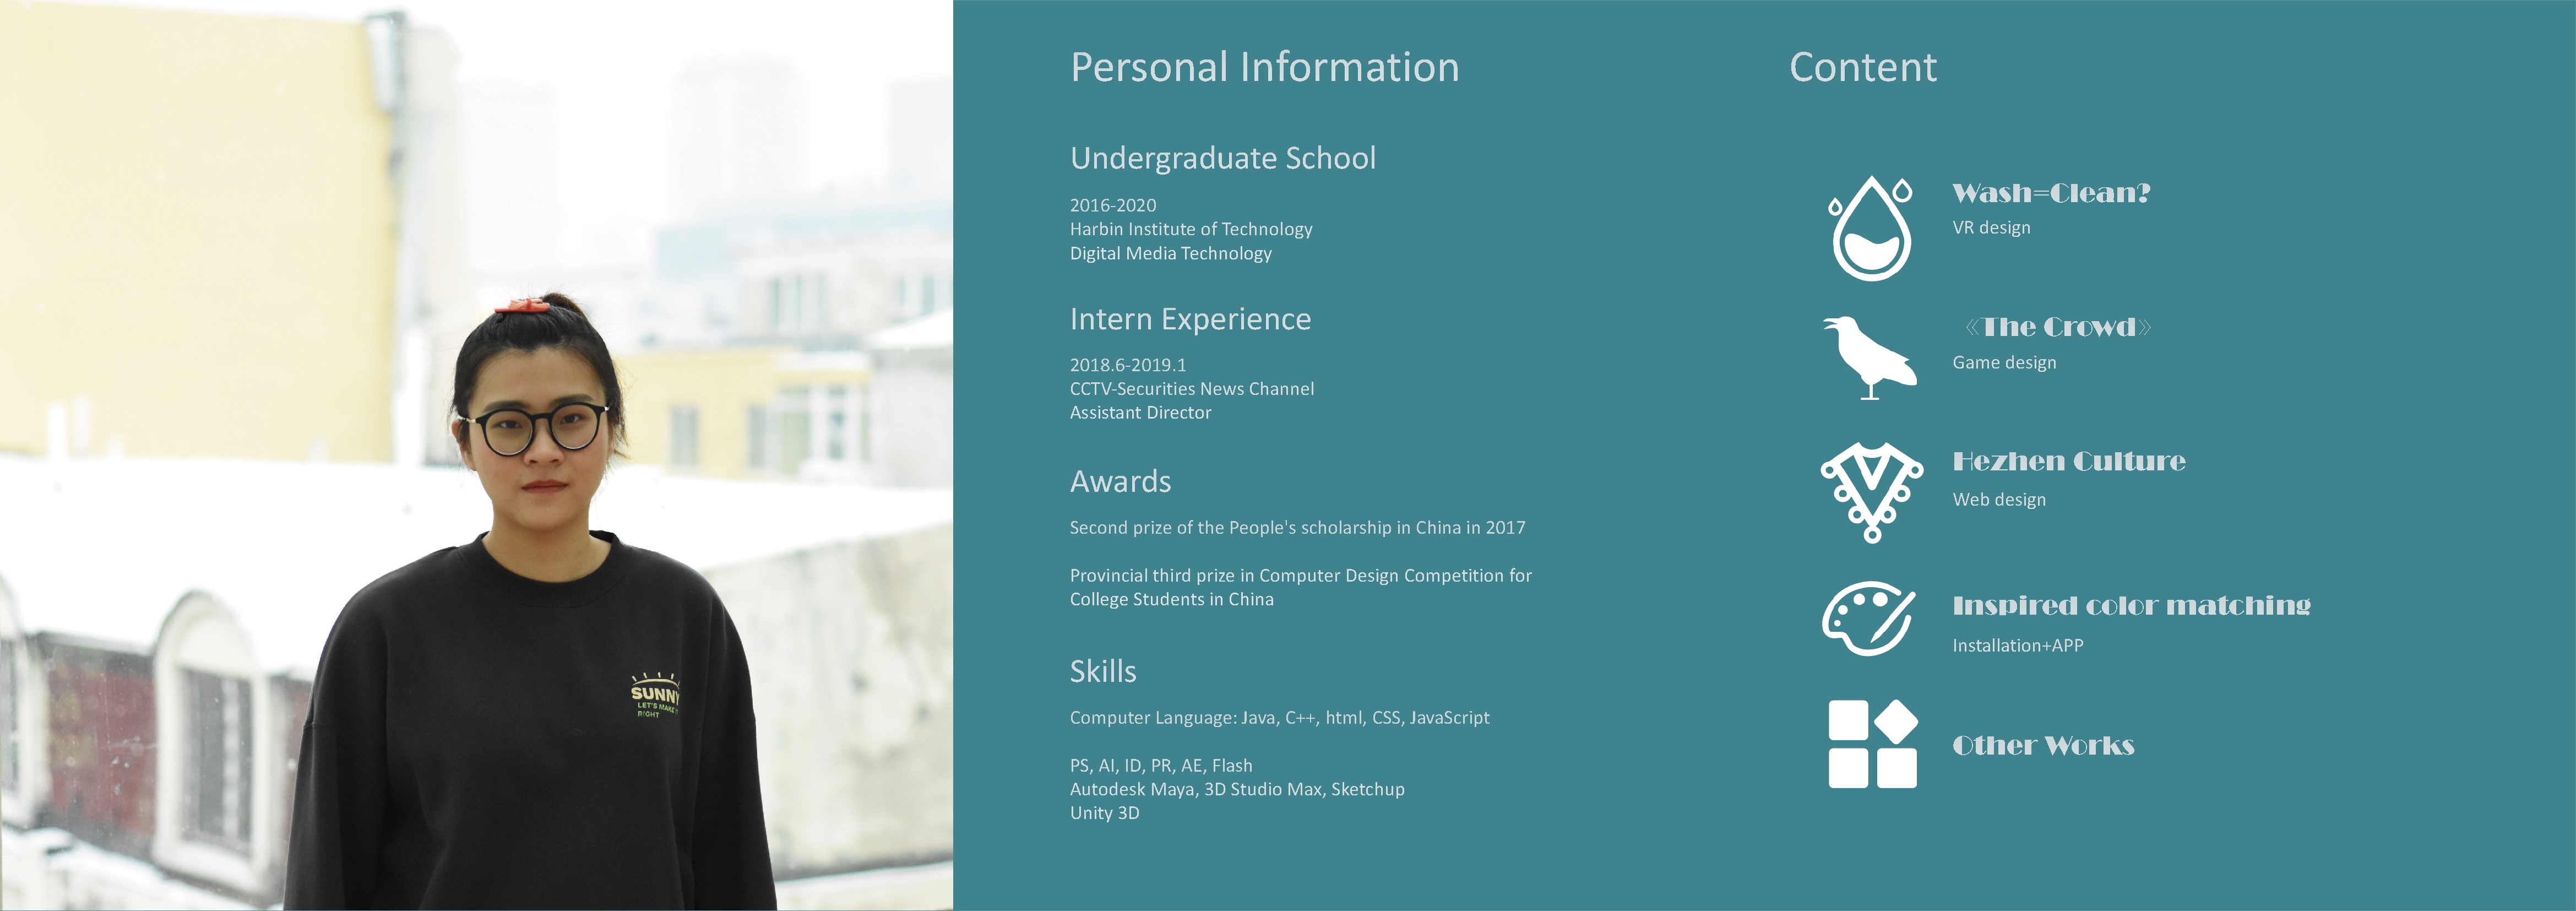 SUNNY
LET'S MAKE
RIGHT
Personal Information
Undergraduate School
2016-2020
Harbin Institute of Technology
Digital Media Technology
Intern Experience
2018.6-2019.1
CCTV-Securities News Channel
Assistant Director
Awards
Second prize of the People's scholarship in China in 2017
Provincial third prize in Computer Design Competition for
College Students in China
Skills
Computer Language: Java, C++, html, CSS, JavaScript
PS, AI, ID, PR, AE, Flash
Autodesk Maya, 3D Studio Max, Sketchup
Unity 3D
Content
Wash=Clean?
VR design
《The Crowd》
Game design
Hezhen Culture
Web design
Inspired color matching
Installation+APP
Other Works